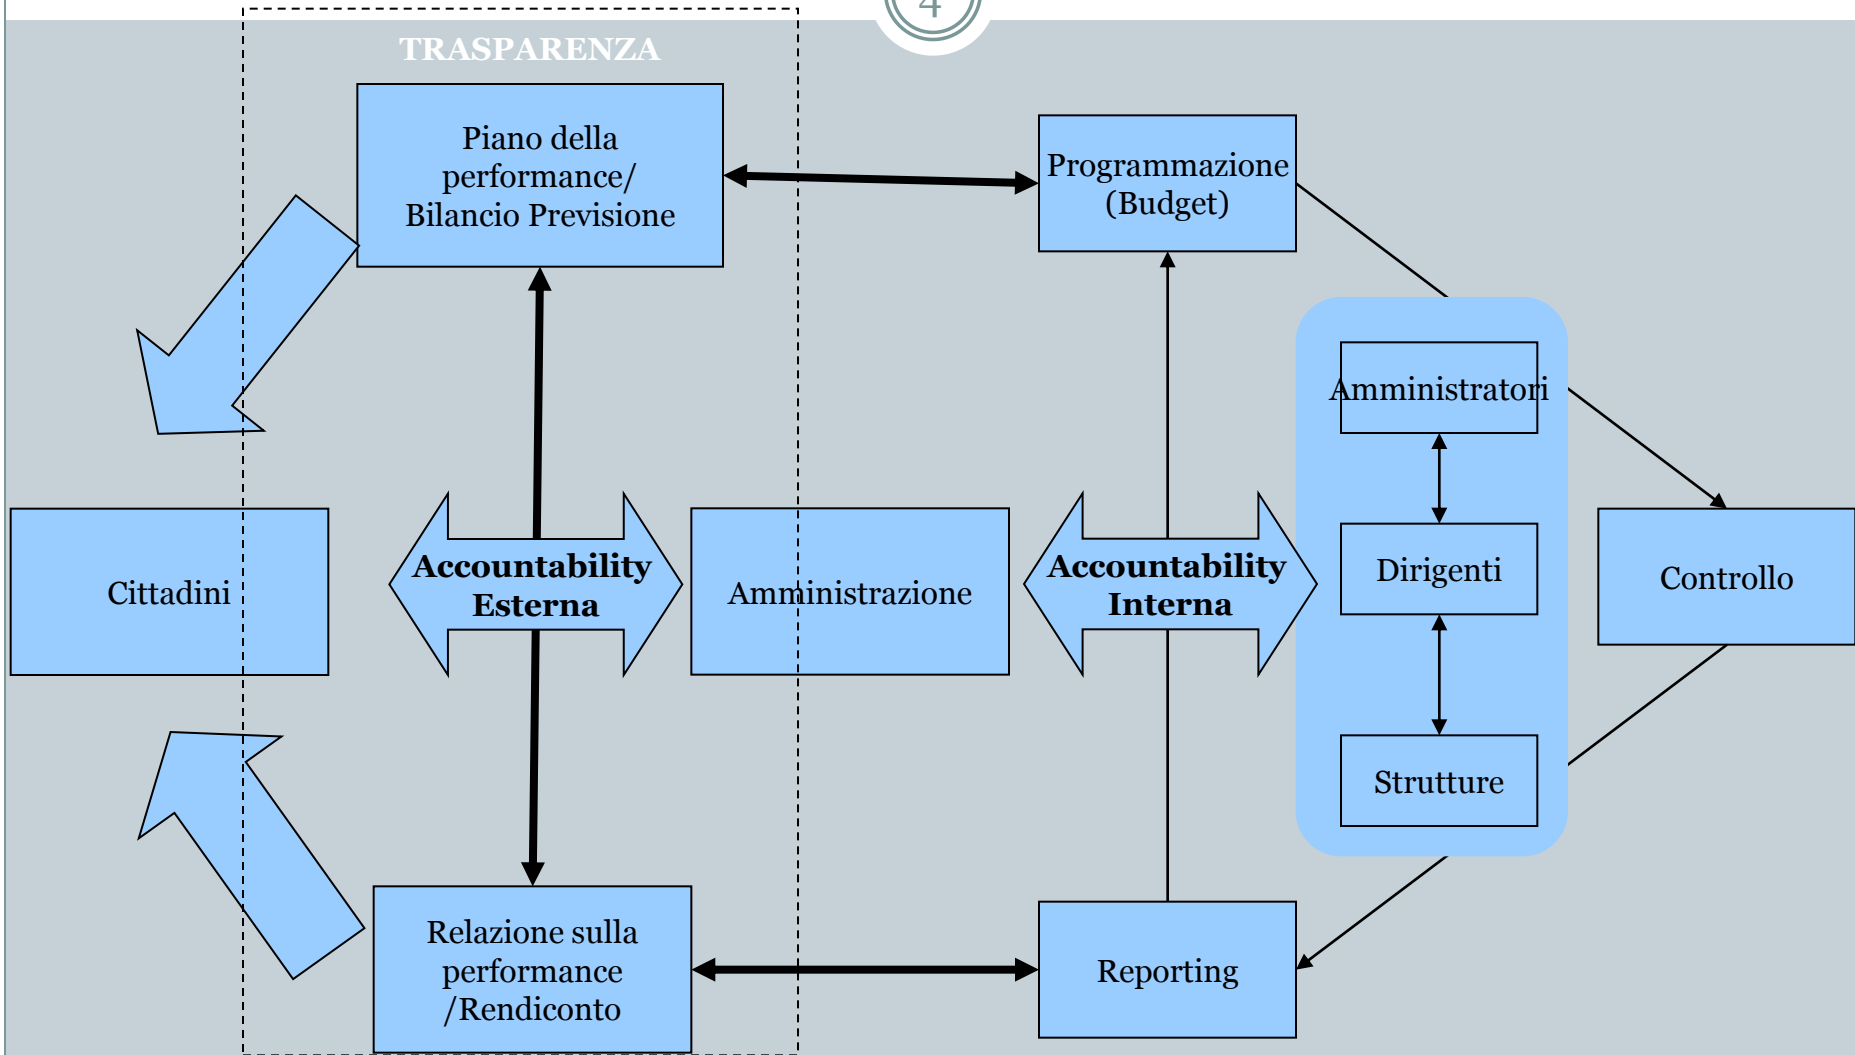 4
TRASPARENZA
Piano della
performance/
Bilancio Previsione
Programmazione
(Budget)
Amministratori
Cittadini
Accountability
Esterna
Amministrazione
Accountability
Interna
Dirigenti
Controllo
Strutture
Relazione sulla
performance
/Rendiconto
Reporting